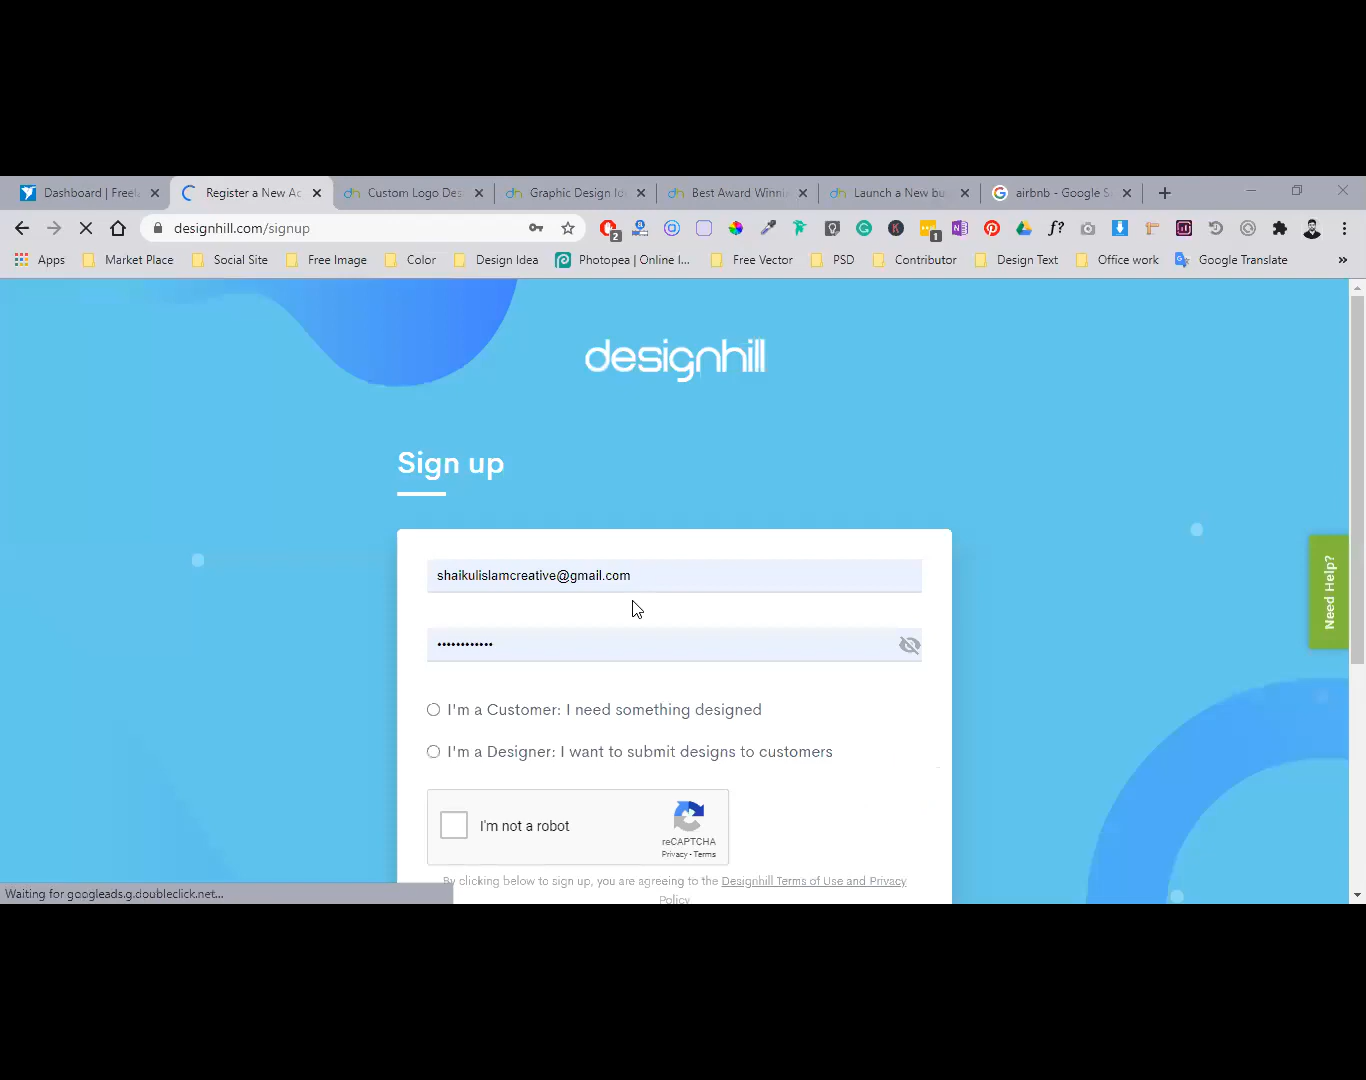 Dashboard | Freel
Register a New Ac
Custom Logo Des
Graphic Design Id
Best Award Winni
Launch a New bu
airbnb - Google S
designhill.com/signup
2
1
f?
Apps
Market Place
Social Site
Free Image
Color
Design Idea
Photopea | Online I...
Free Vector
PSD
Contributor
Design Text
Office work
Google Translate
»
designhill
Sign up
shaikulislamcreative@gmail.com
••••••••••••
I'm a Customer: I need something designed
I'm a Designer: I want to submit designs to customers
I'm not a robot
reCAPTCHA
Privacy - Terms
By clicking below to sign up, you are agreeing to the Designhill Terms of Use and Privacy
Policy
Need Help?
Waiting for googleads.g.doubleclick.net...